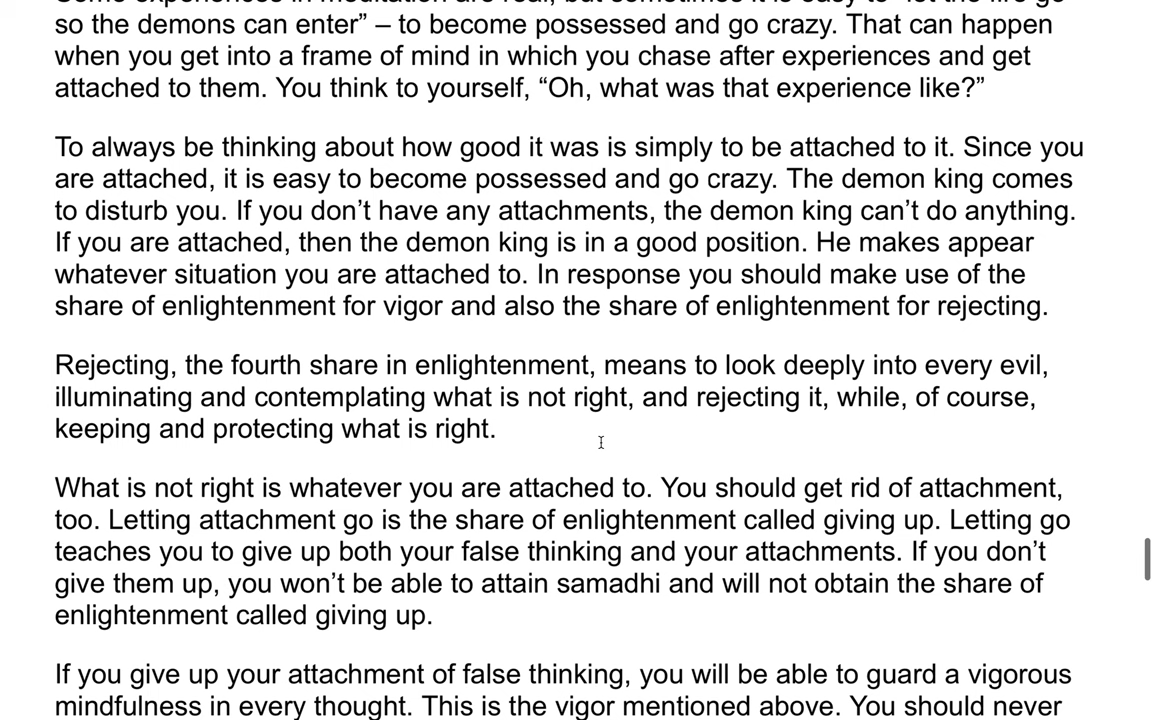 so the demons can enter” – to become possessed and go crazy. That can happen
when you get into a frame of mind in which you chase after experiences and get
attached to them. You think to yourself, “Oh, what was that experience like?”
To always be thinking about how good it was is simply to be attached to it. Since you
are attached, it is easy to become possessed and go crazy. The demon king comes
to disturb you. If you don’t have any attachments, the demon king can’t do anything.
If you are attached, then the demon king is in a good position. He makes appear
whatever situation you are attached to. In response you should make use of the
share of enlightenment for vigor and also the share of enlightenment for rejecting.
Rejecting, the fourth share in enlightenment, means to look deeply into every evil,
illuminating and contemplating what is not right, and rejecting it, while, of course,
keeping and protecting what is right.
What is not right is whatever you are attached to. You should get rid of attachment,
too. Letting attachment go is the share of enlightenment called giving up. Letting go
teaches you to give up both your false thinking and your attachments. If you don’t
give them up, you won’t be able to attain samadhi and will not obtain the share of
enlightenment called giving up.
If you give up your attachment of false thinking, you will be able to guard a vigorous
mindfulness in every thought. This is the vigor mentioned above. You should never